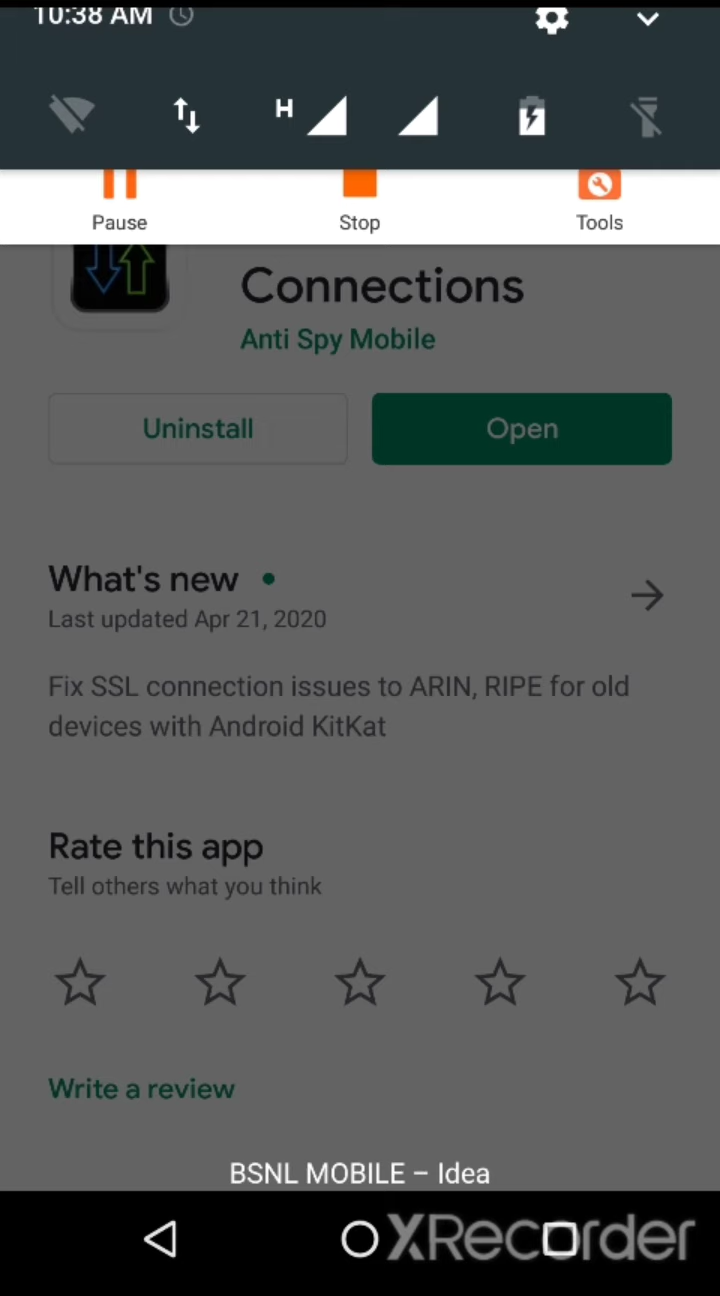 10:38 AM
H
Pause
Stop
Tools
Connections
Anti Spy Mobile
Uninstall
Open
What's new
Last updated Apr 21, 2020
Fix SSL connection issues to ARIN, RIPE for old
devices with Android KitKat
Rate this app
Tell others what you think
Write a review
BSNL MOBILE – Idea
XRecorder